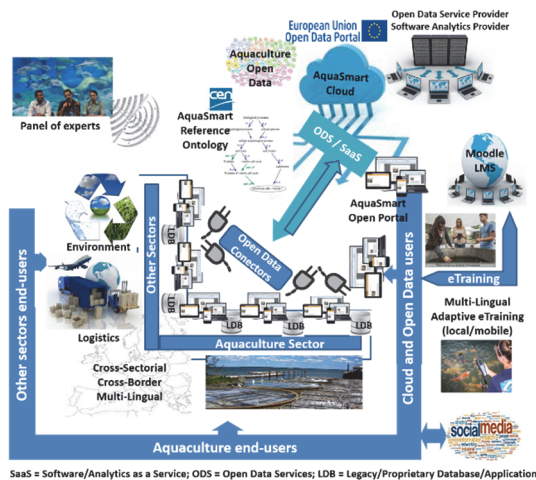 Open Data Service Provider
Software Analytics Provider
European Union
Open Data Portal
Aquaculture
Open
Data
AquaSmart
Cloud
cen
AquaSmart
Reference
Ontology
Panel of experts
ODS / SaaS
Moodle
LMS
AquaSmart
Open Portal
Environment
Other Sectors
LDB
Open Data
Conectors
LDB
LDB
LDB
LDB
Aquaculture Sector
eTraining
Multi-Lingual
Adaptive eTraining
(local/mobile)
Logistics
Cross-Sectorial
Cross-Border
Multi-Lingual
Other sectors end-users
Cloud and Open Data users
Aquaculture end-users
socialmedia
SaaS = Software/Analytics as a Service; ODS = Open Data Services; LDB = Legacy/Proprietary Database/Application